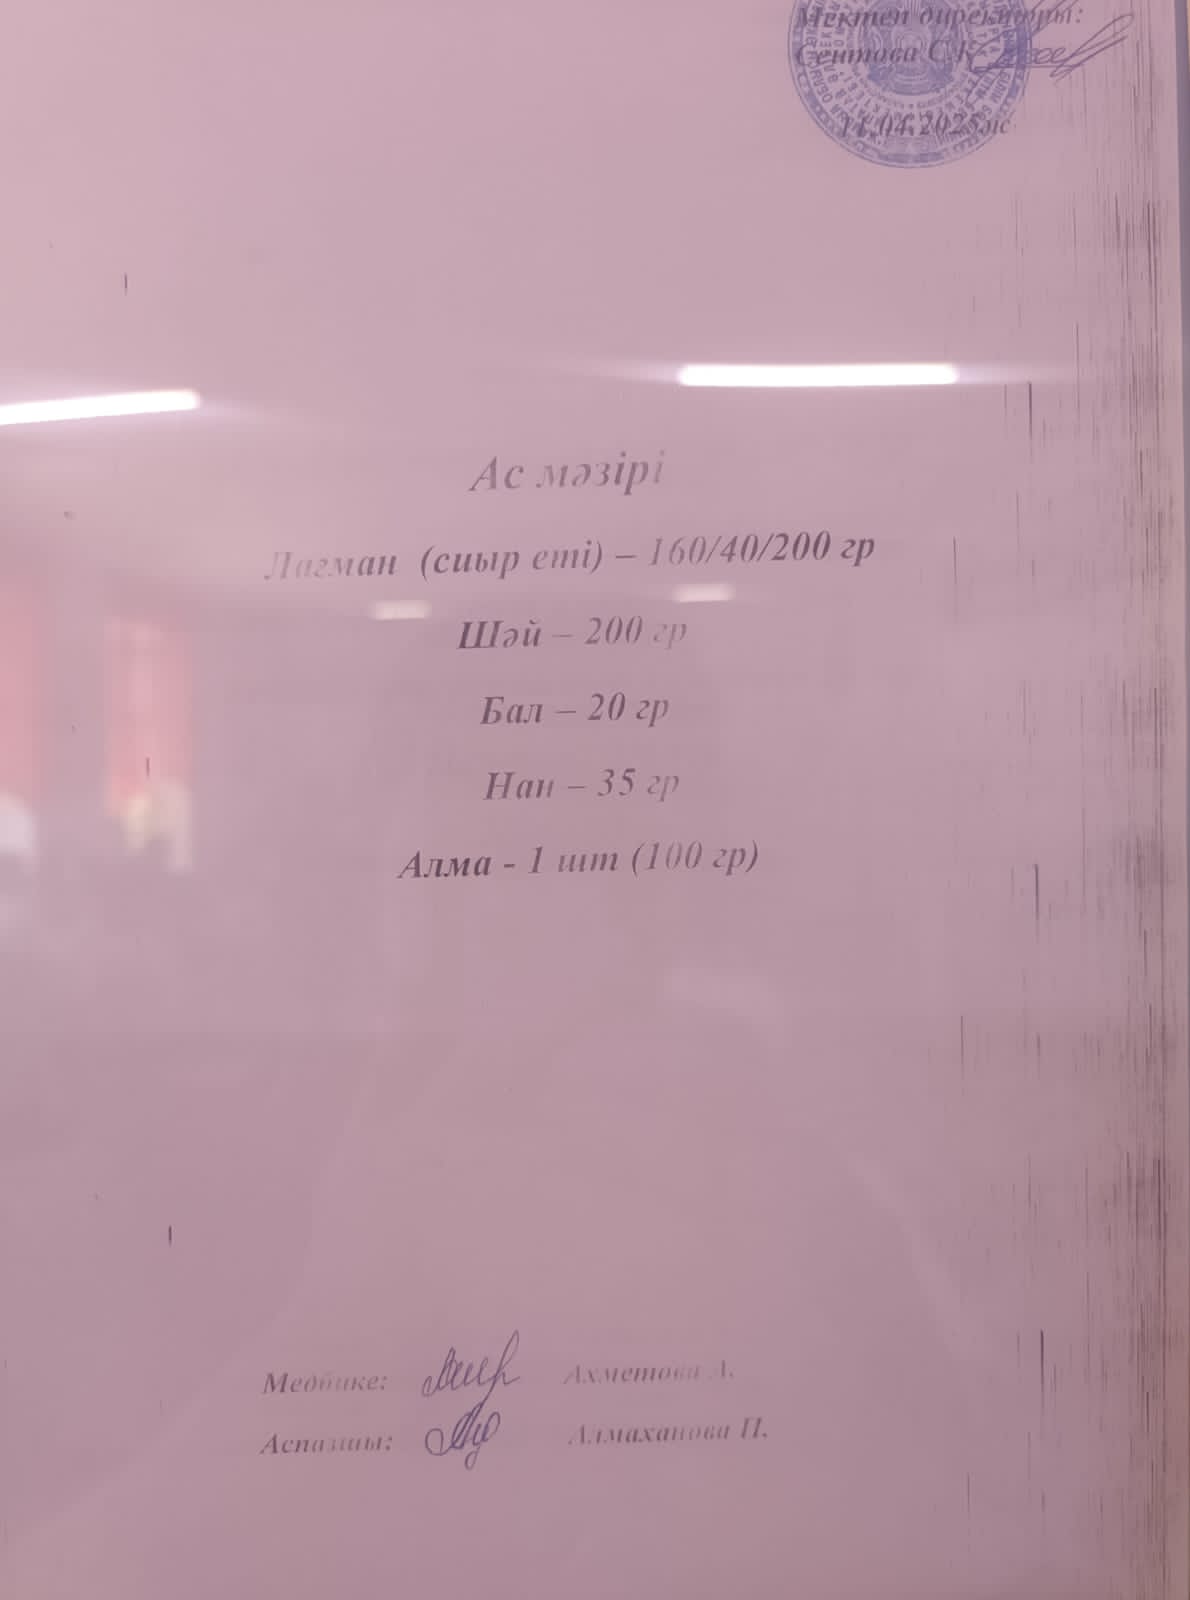 Мектеп директоры:
Сеитова С.К
11.04.2025ж
Ас мәзірі
Лагман (сиыр еті) – 160/40/200 гр
Шәй – 200 гр
Бал – 20 гр
Нан – 35 гр
Алма - 1 шт (100 гр)
Медбике: Ахметова А.
Аспазшы: Алмаханова П.